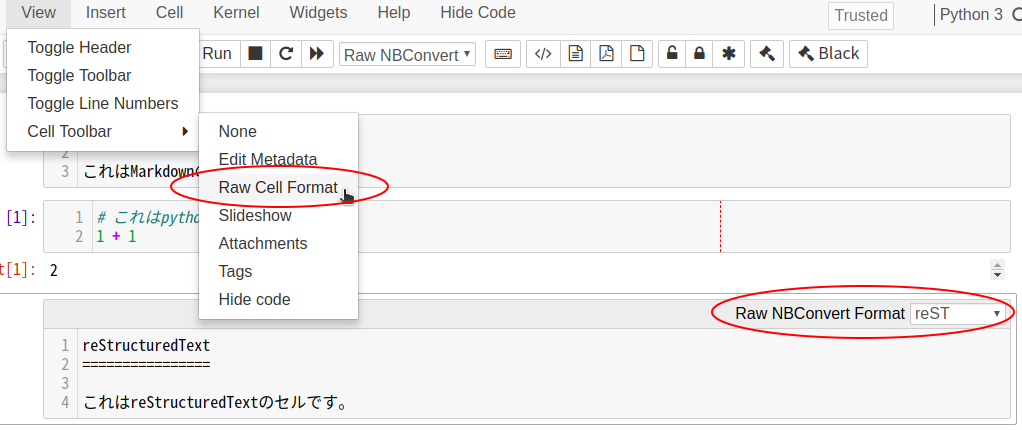 View Insert Cell Kernel Widgets Help Hide Code Trusted Python 3
Toggle Header
Run Raw NBConvert Black
Toggle Toolbar
Toggle Line Numbers
Cell Toolbar
None
Edit Metadata
2
3 これはMarkdown
Raw Cell Format
Slideshow
[1]: 1 # これはpytho
2 1 + 1
Attachments
Tags
t[1]: 2
Hide code
Raw NBConvert Format reST
1 reStructuredText
2 ================
3
4 これはreStructuredTextのセルです。